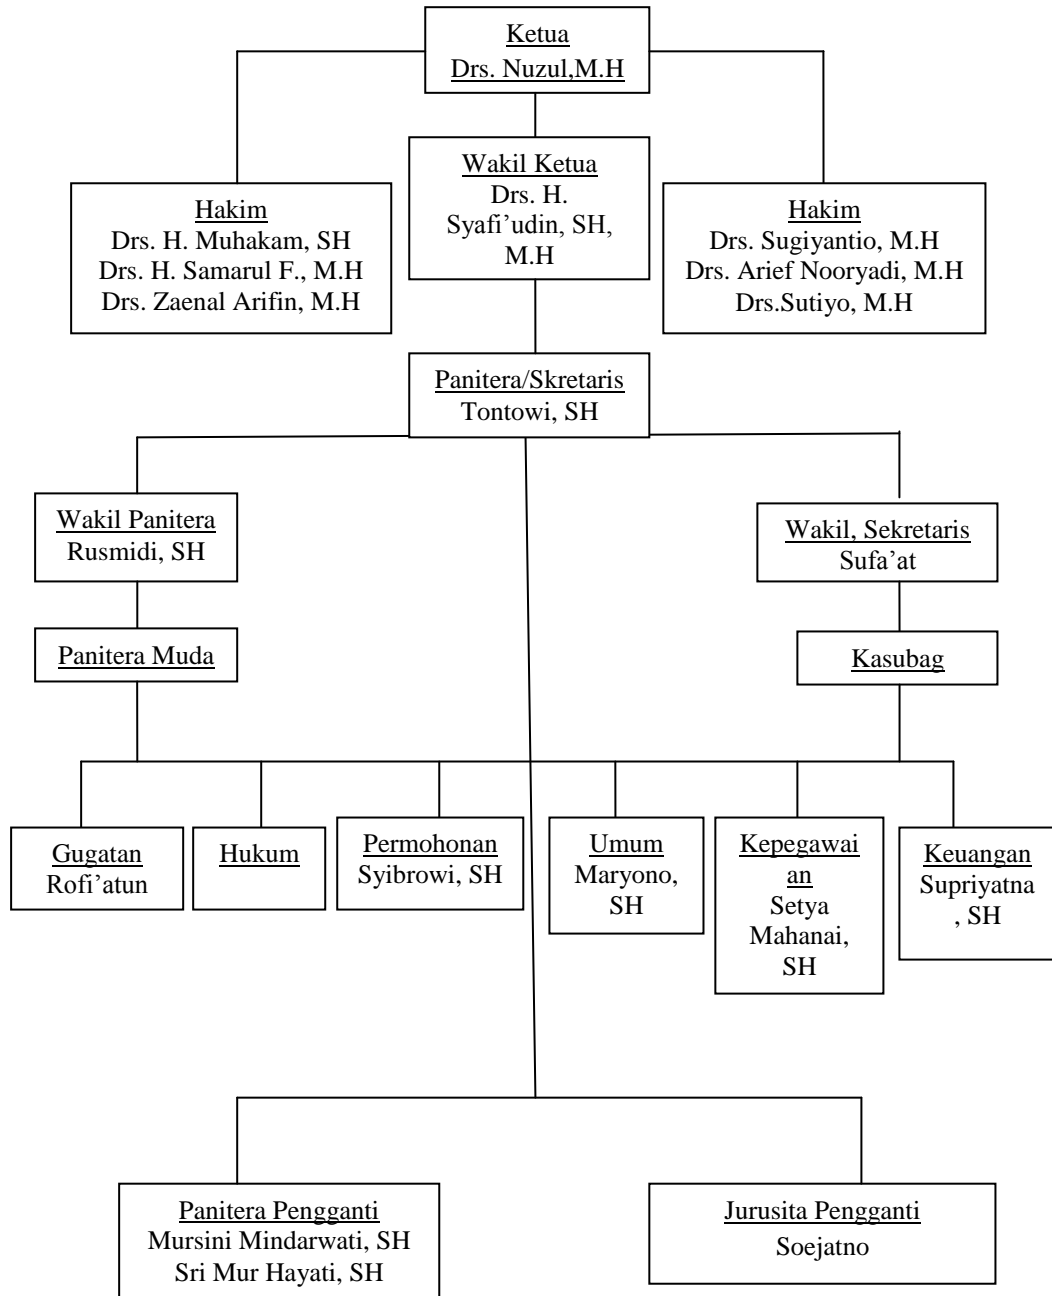 Ketua
Drs. Nuzul,M.H
Wakil Ketua
Drs. H.
Syafi’udin, SH,
M.H
Hakim
Drs. H. Muhakam, SH
Drs. H. Samarul F., M.H
Drs. Zaenal Arifin, M.H
Hakim
Drs. Sugiyantio, M.H
Drs. Arief Nooryadi, M.H
Drs.Sutiyo, M.H
Panitera/Skretaris
Tontowi, SH
Wakil Panitera
Rusmidi, SH
Wakil, Sekretaris
Sufa’at
Panitera Muda
Kasubag
Gugatan
Rofi’atun
Hukum
Permohonan
Syibrowi, SH
Umum
Maryono,
SH
Kepegawai
an
Setya
Mahanai,
SH
Keuangan
Supriyatna
, SH
Panitera Pengganti
Mursini Mindarwati, SH
Sri Mur Hayati, SH
Jurusita Pengganti
Soejatno